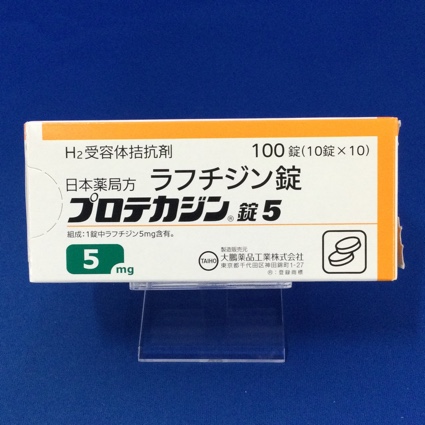 H2受容体拮抗剤
100錠(10錠×10)
日本薬局方 ラフチジン錠
プロテカジン®錠5
組成:1錠中ラフチジン5mg含有。
5mg
TAIHO
製造販売元
大鵬薬品工業株式会社
東京都千代田区神田錦町1-27
®:登録商標